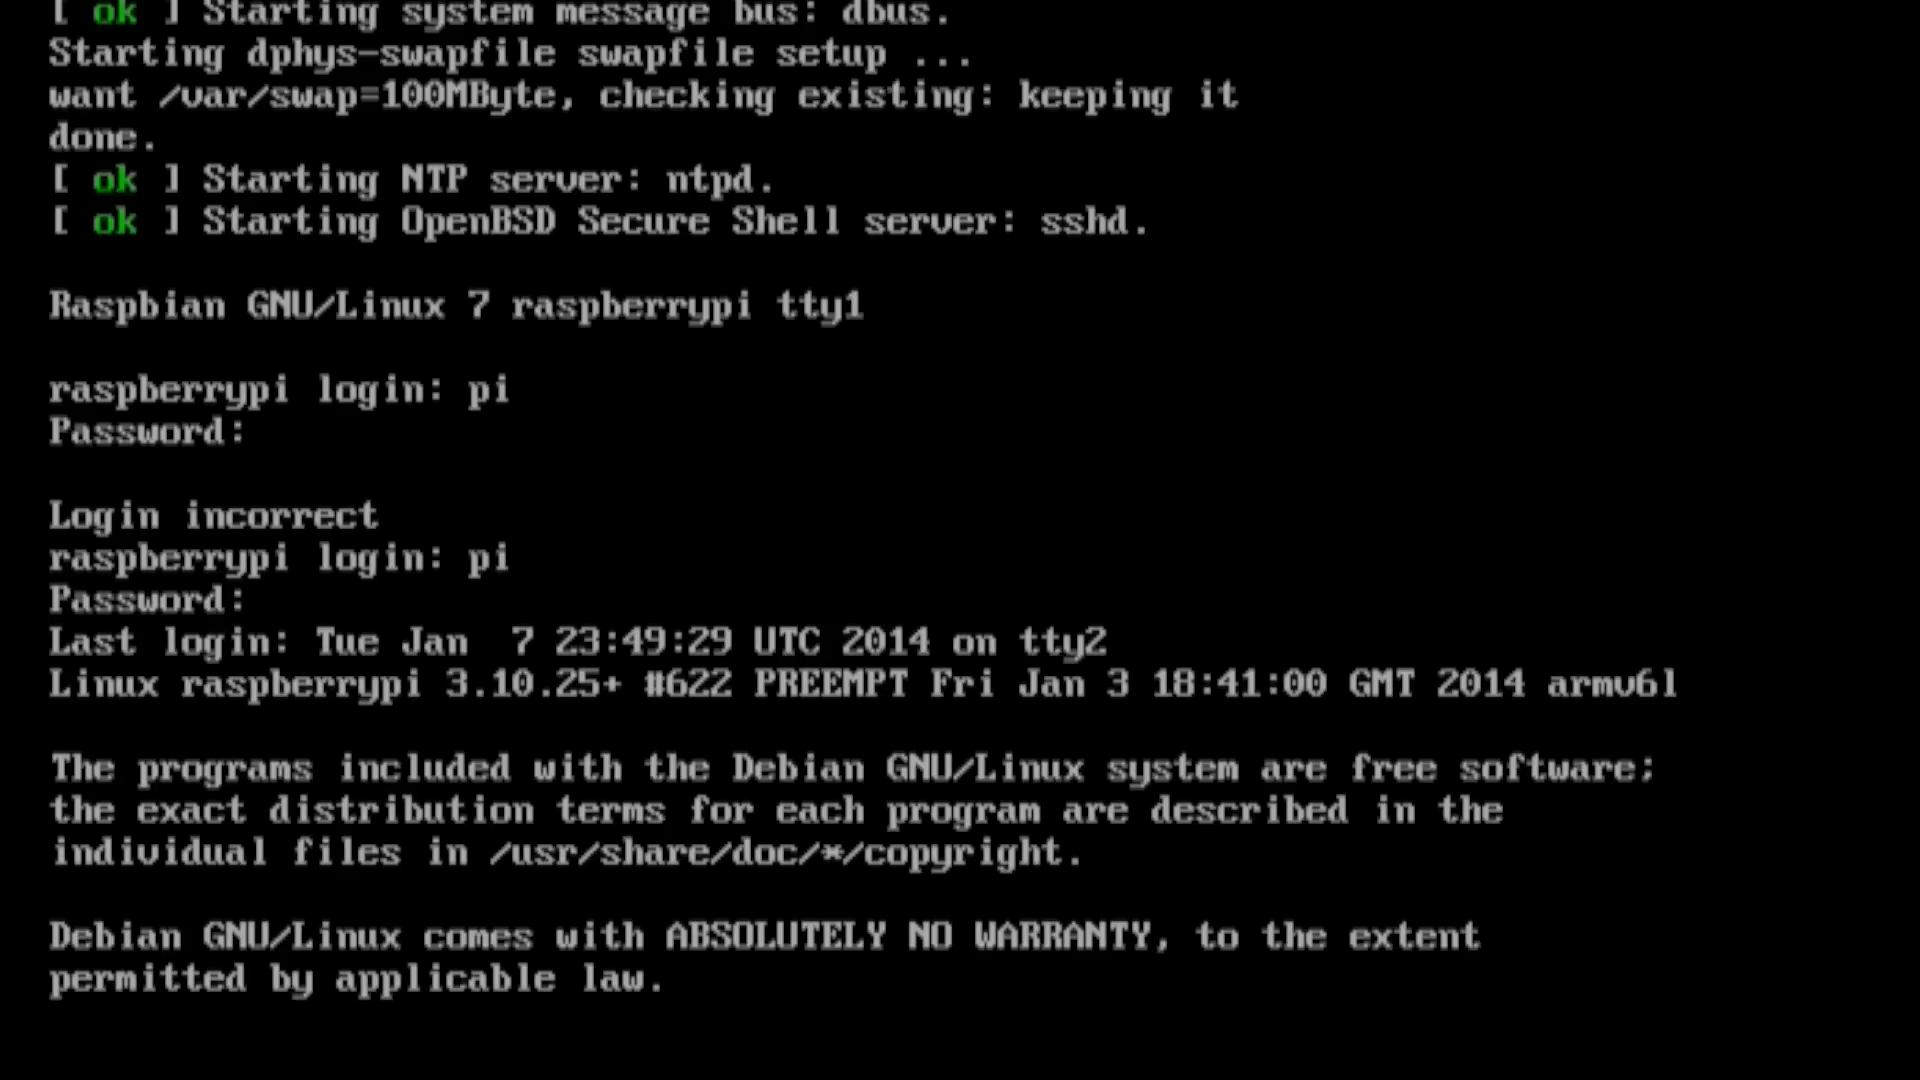 [ ok ] Starting system message bus: dbus.
Starting dphys-swapfile swapfile setup ...
want /var/swap=100MByte, checking existing: keeping it
done.
[ ok ] Starting NTP server: ntpd.
[ ok ] Starting OpenBSD Secure Shell server: sshd.
Raspbian GNU/Linux 7 raspberrypi tty1
raspberrypi login: pi
Password:
Login incorrect
raspberrypi login: pi
Password:
Last login: Tue Jan  7 23:49:29 UTC 2014 on tty2
Linux raspberrypi 3.10.25+ #622 PREEMPT Fri Jan 3 18:41:00 GMT 2014 armv6l
The programs included with the Debian GNU/Linux system are free software;
the exact distribution terms for each program are described in the
individual files in /usr/share/doc/*/copyright.
Debian GNU/Linux comes with ABSOLUTELY NO WARRANTY, to the extent
permitted by applicable law.